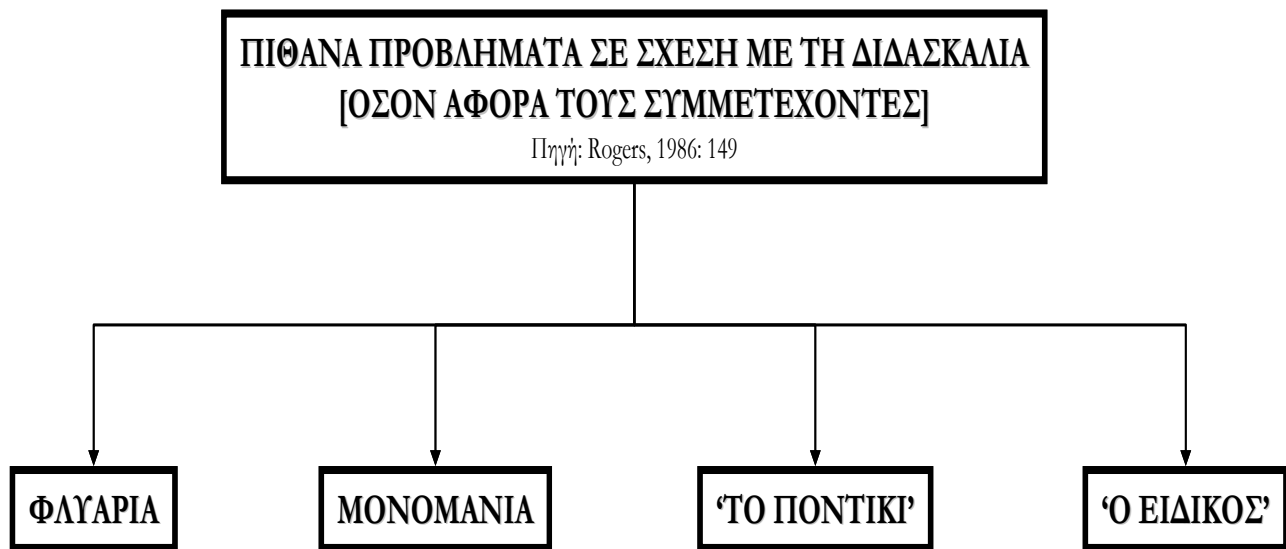 ΠΙΘΑΝΑ ΠΡΟΒΛΗΜΑΤΑ ΣΕ ΣΧΕΣΗ ΜΕ ΤΗ ΔΙΔΑΣΚΑΛΙΑ
[ΟΣΟΝ ΑΦΟΡΑ ΤΟΥΣ ΣΥΜΜΕΤΕΧΟΝΤΕΣ]
Πηγή: Rogers, 1986: 149
ΦΛΥΑΡΙΑ
ΜΟΝΟΜΑΝΙΑ
‘ΤΟ ΠΟΝΤΙΚΙ’
‘Ο ΕΙΔΙΚΟΣ’